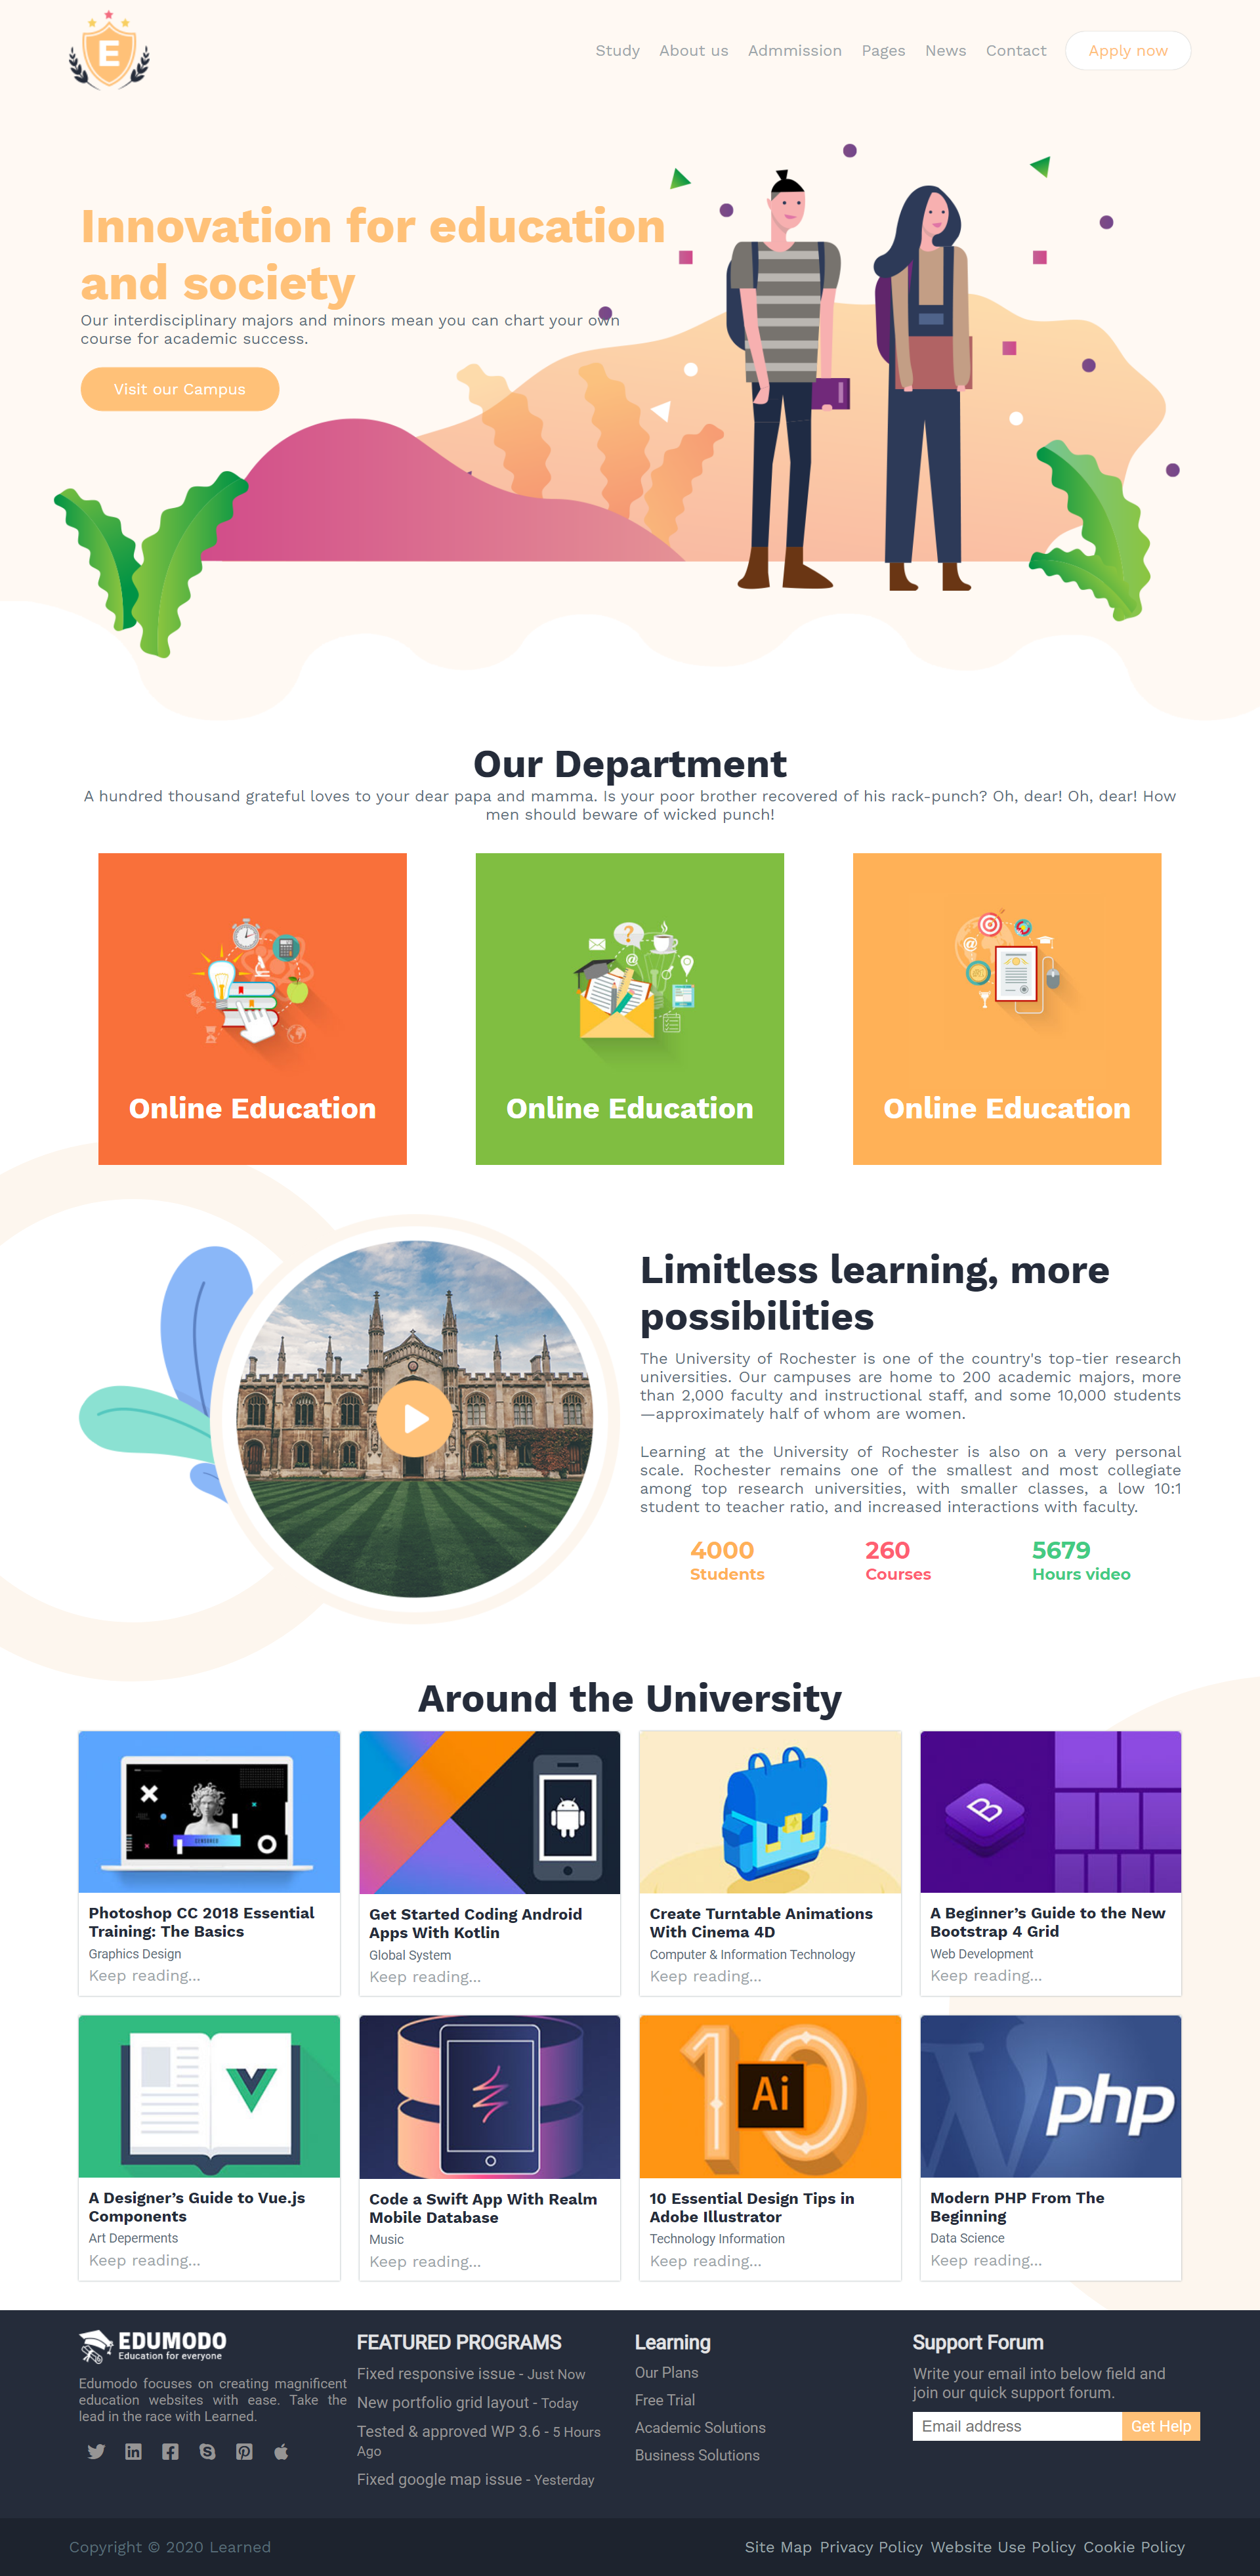 E
Study About us Admmission Pages News Contact Apply now
Innovation for education
and society
Our interdisciplinary majors and minors mean you can chart your own
course for academic success.
Visit our Campus
Our Department
A hundred thousand grateful loves to your dear papa and mamma. Is your poor brother recovered of his rack-punch? Oh, dear! Oh, dear! How
men should beware of wicked punch!
Online Education
Online Education
Online Education
Limitless learning, more
possibilities
The University of Rochester is one of the country's top-tier research
universities. Our campuses are home to 200 academic majors, more
than 2,000 faculty and instructional staff, and some 10,000 students
—approximately half of whom are women.
Learning at the University of Rochester is also on a very personal
scale. Rochester remains one of the smallest and most collegiate
among top research universities, with smaller classes, a low 10:1
student to teacher ratio, and increased interactions with faculty.
4000 260 5679
Students Courses Hours video
Around the University
CENSORED
Photoshop CC 2018 Essential
Training: The Basics
Graphics Design
Keep reading...
Get Started Coding Android
Apps With Kotlin
Global System
Keep reading...
Create Turntable Animations
With Cinema 4D
Computer & Information Technology
Keep reading...
B
A Beginner’s Guide to the New
Bootstrap 4 Grid
Web Development
Keep reading...
A Designer’s Guide to Vue.js
Components
Art Deperments
Keep reading...
Code a Swift App With Realm
Mobile Database
Music
Keep reading...
10
Ai
10 Essential Design Tips in
Adobe Illustrator
Technology Information
Keep reading...
W
php
Modern PHP From The
Beginning
Data Science
Keep reading...
EDUMODO
Education for everyone
Edumodo focuses on creating magnificent
education websites with ease. Take the
lead in the race with Learned.
FEATURED PROGRAMS
Fixed responsive issue - Just Now
New portfolio grid layout - Today
Tested & approved WP 3.6 - 5 Hours
Ago
Fixed google map issue - Yesterday
Learning
Our Plans
Free Trial
Academic Solutions
Business Solutions
Support Forum
Write your email into below field and
join our quick support forum.
Email address Get Help
Copyright © 2020 Learned
Site Map Privacy Policy Website Use Policy Cookie Policy